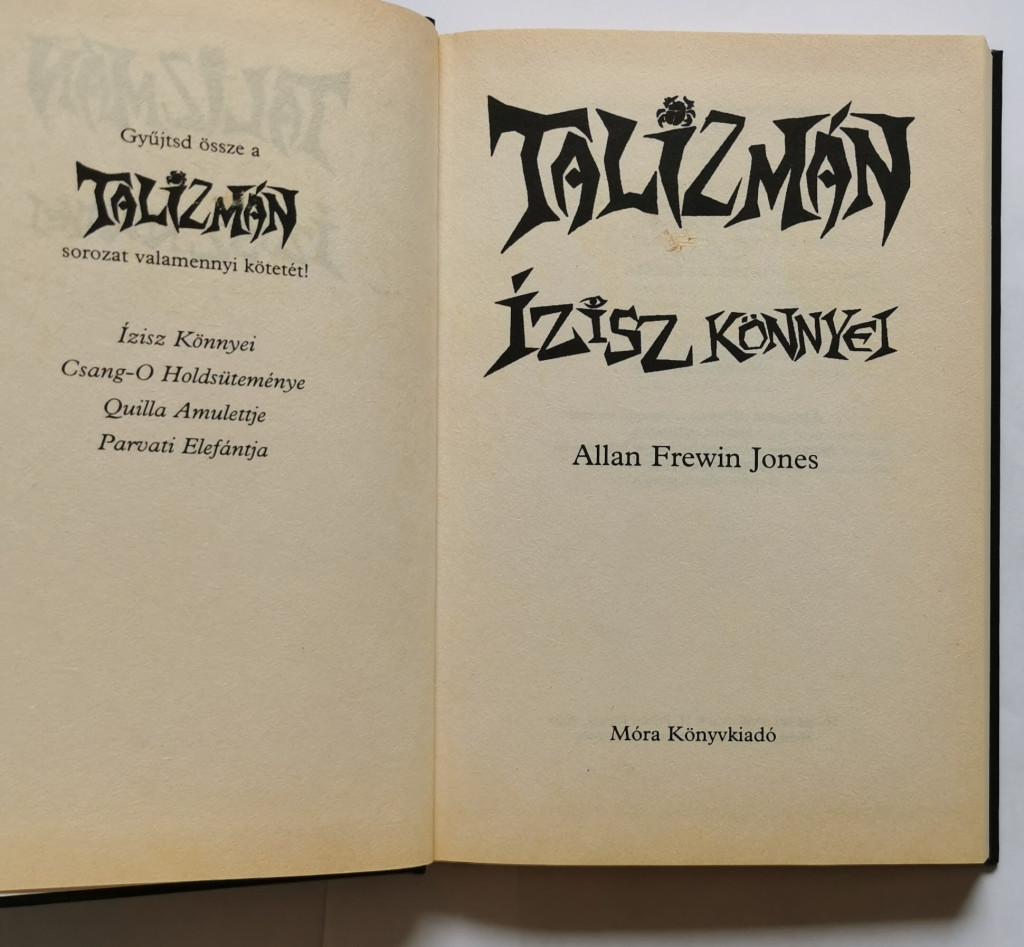 Gyűjtsd össze a
TALIZMÁN
sorozat valamennyi kötetét!
Ízisz Könnyei
Csang-O Holdsüteménye
Quilla Amulettje
Parvati Elefántja
TALIZMÁN
ÍZISZ KÖNNYEI
Allan Frewin Jones
Móra Könyvkiadó